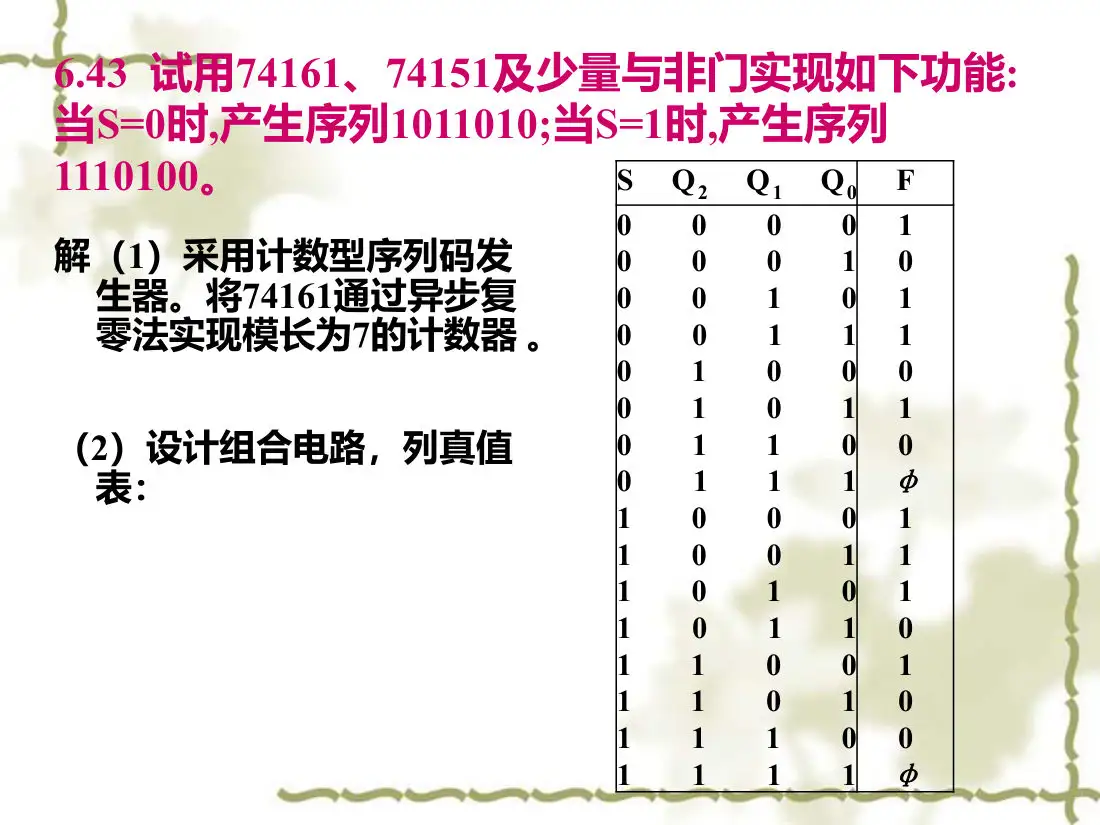 6.43 试用74161、74151及少量与非门实现如下功能:
当S=0时,产生序列1011010;当S=1时,产生序列
1110100。
解（1）采用计数型序列码发
生器。将74161通过异步复
零法实现模长为7的计数器 。
（2）设计组合电路，列真值
表：
S Q2 Q1 Q0 F
0 0 0 0 1
0 0 0 1 0
0 0 1 0 1
0 0 1 1 1
0 1 0 0 0
0 1 0 1 1
0 1 1 0 0
0 1 1 1 ϕ
1 0 0 0 1
1 0 0 1 1
1 0 1 0 1
1 0 1 1 0
1 1 0 0 1
1 1 0 1 0
1 1 1 0 0
1 1 1 1 ϕ